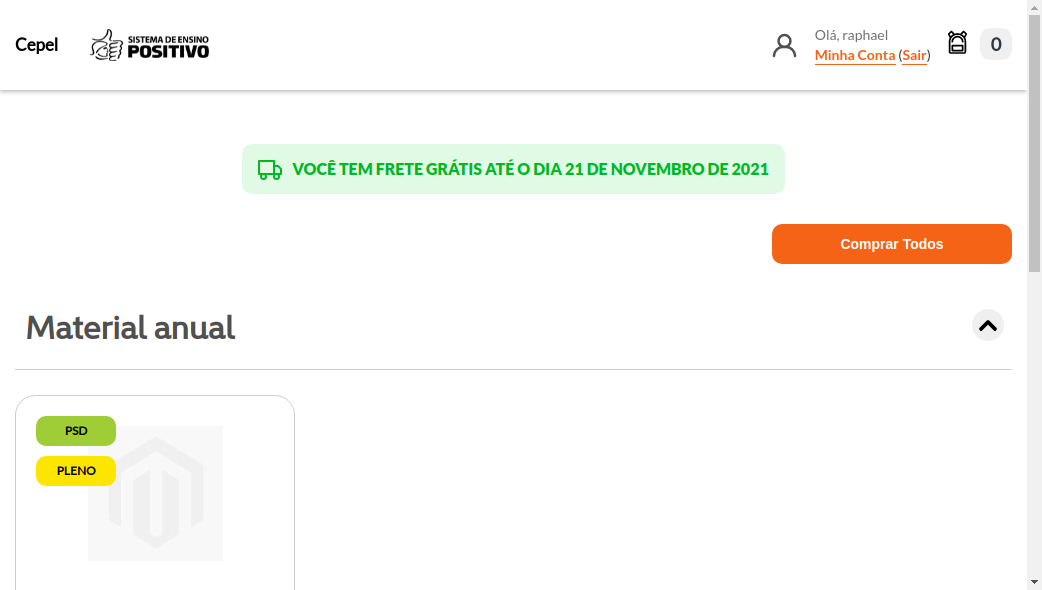 Cepel
SISTEMA DE ENSINO
POSITIVO
Olá, raphael
Minha Conta (Sair)
0
VOCÊ TEM FRETE GRÁTIS ATÉ O DIA 21 DE NOVEMBRO DE 2021
Comprar Todos
Material anual
PSD
PLENO